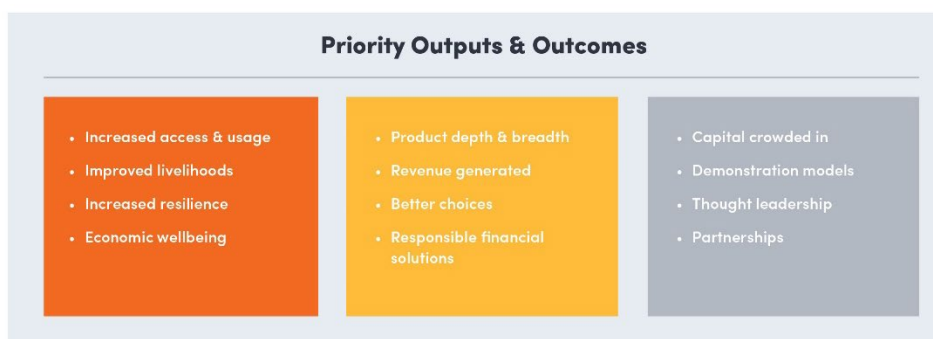 Priority Outputs & Outcomes
• Increased access & usage
• Improved livelihoods
• Increased resilience
• Economic wellbeing
• Product depth & breadth
• Revenue generated
• Better choices
• Responsible financial
solutions
• Capital crowded in
• Demonstration models
• Thought leadership
• Partnerships